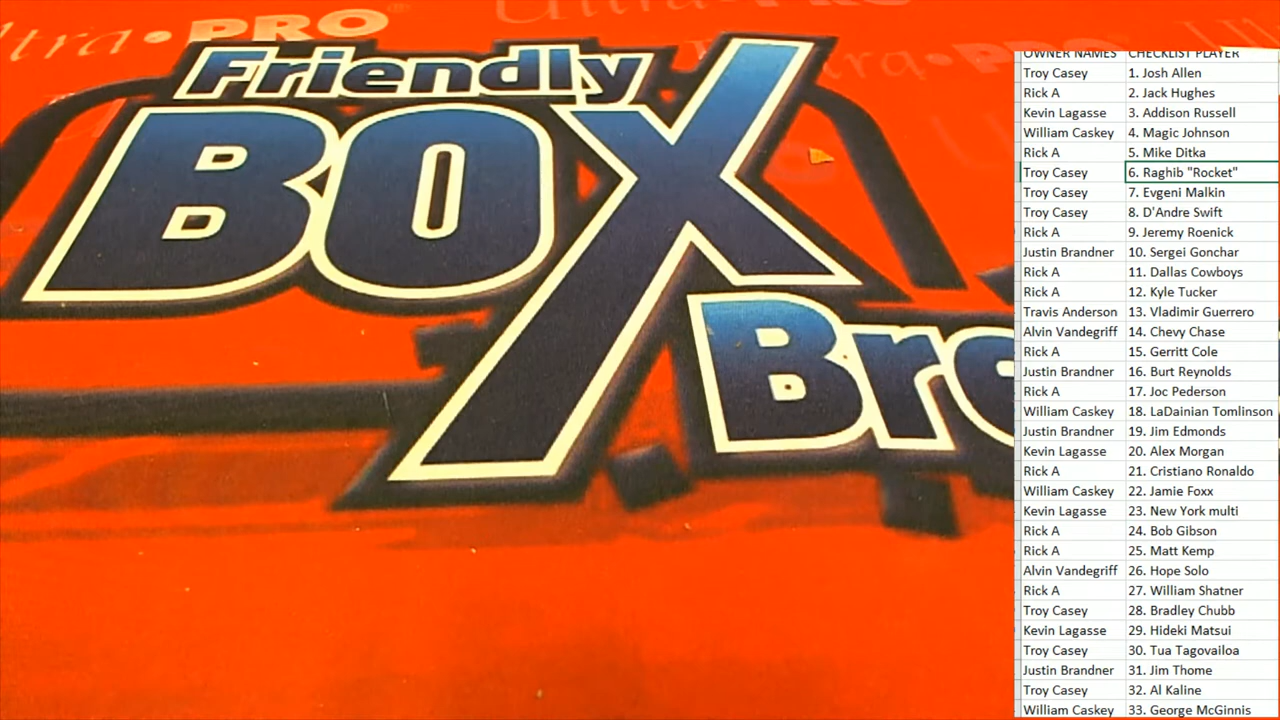 Ultra•PRO
Friendly
BOX
Bre
OWNER NAMES CHECKLIST PLAYER
Troy Casey 1. Josh Allen
Rick A 2. Jack Hughes
Kevin Lagasse 3. Addison Russell
William Caskey 4. Magic Johnson
Rick A 5. Mike Ditka
Troy Casey 6. Raghib "Rocket"
Troy Casey 7. Evgeni Malkin
Troy Casey 8. D'Andre Swift
Rick A 9. Jeremy Roenick
Justin Brandner 10. Sergei Gonchar
Rick A 11. Dallas Cowboys
Rick A 12. Kyle Tucker
Travis Anderson 13. Vladimir Guerrero
Alvin Vandegriff 14. Chevy Chase
Rick A 15. Gerritt Cole
Justin Brandner 16. Burt Reynolds
Rick A 17. Joc Pederson
William Caskey 18. LaDainian Tomlinson
Justin Brandner 19. Jim Edmonds
Kevin Lagasse 20. Alex Morgan
Rick A 21. Cristiano Ronaldo
William Caskey 22. Jamie Foxx
Kevin Lagasse 23. New York multi
Rick A 24. Bob Gibson
Rick A 25. Matt Kemp
Alvin Vandegriff 26. Hope Solo
Rick A 27. William Shatner
Troy Casey 28. Bradley Chubb
Kevin Lagasse 29. Hideki Matsui
Troy Casey 30. Tua Tagovailoa
Justin Brandner 31. Jim Thome
Troy Casey 32. Al Kaline
William Caskey 33. George McGinnis